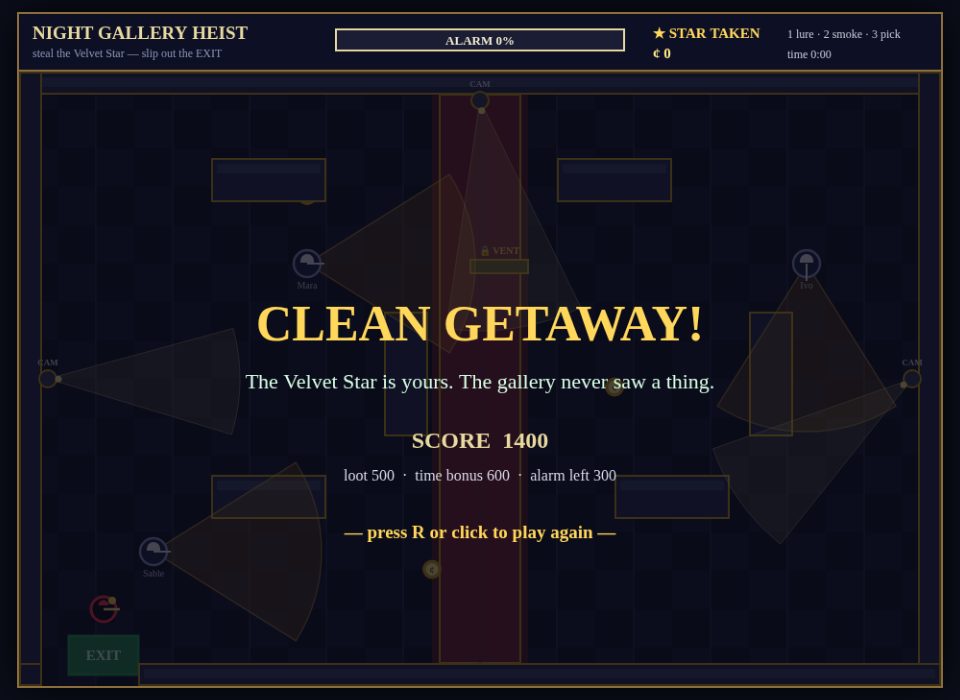 NIGHT GALLERY HEIST
steal the Velvet Star — slip out the EXIT
ALARM 0%
★ STAR TAKEN
¢ 0
1 lure · 2 smoke · 3 pick
time 0:00
CAM
🔒 VENT
Mara
Ivo
CLEAN GETAWAY!
CAM
CAM
The Velvet Star is yours. The gallery never saw a thing.
SCORE 1400
loot 500 · time bonus 600 · alarm left 300
— press R or click to play again —
¢
Sable
EXIT